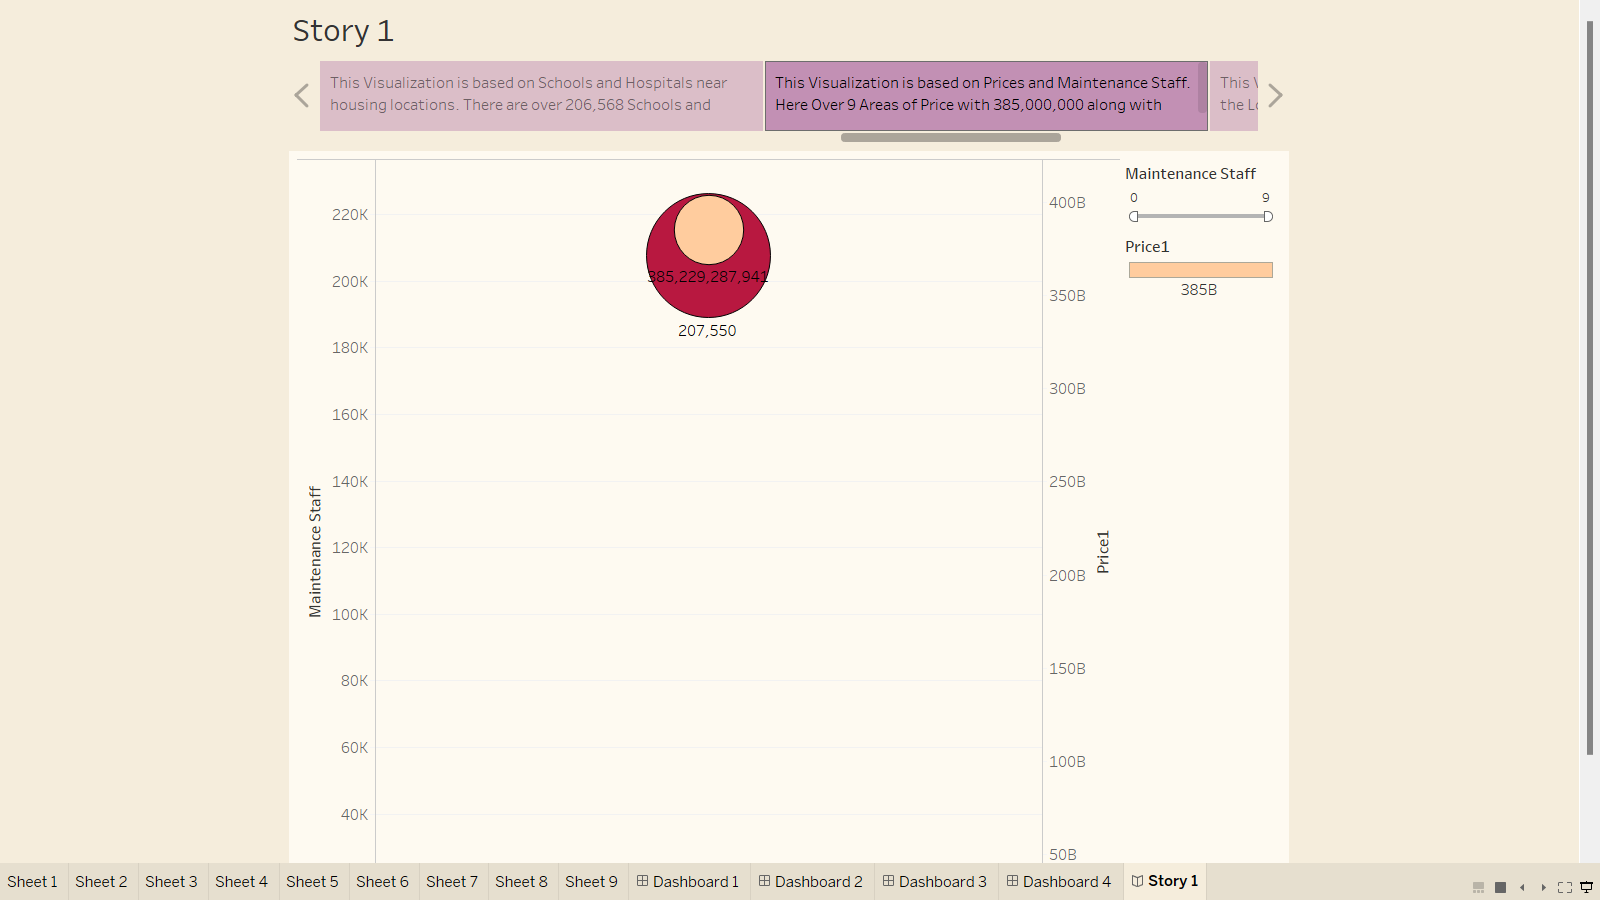 Story 1
This Visualization is based on Schools and Hospitals near
housing locations. There are over 206,568 Schools and
This Visualization is based on Prices and Maintenance Staff.
Here Over 9 Areas of Price with 385,000,000 along with
This
the
Maintenance Staff
0 9
Price1
385B
220K
200K
180K
160K
140K
120K
100K
80K
60K
40K
Maintenance Staff
385,229,287,941
207,550
400B
350B
300B
250B
200B
150B
100B
50B
Price1
Sheet 1 Sheet 2 Sheet 3 Sheet 4 Sheet 5 Sheet 6 Sheet 7 Sheet 8 Sheet 9 Dashboard 1 Dashboard 2 Dashboard 3 Dashboard 4 Story 1